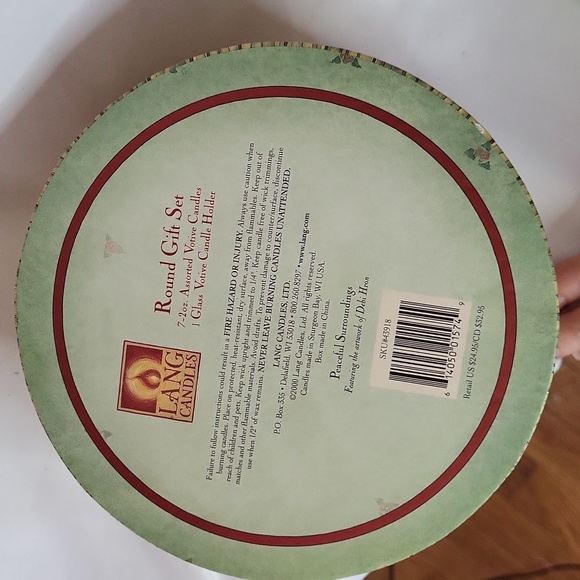 LANG
CANDLES
Round Gift Set
7-2oz. Assorted Votive Candles
1 Glass Votive Candle Holder
Failure to follow instructions could result in a FIRE HAZARD OR INJURY. Always use caution when
burning candles. Place on protected, heat-resistant, dry surface, away from flammables. Keep out of
reach of children and pets. Keep wick upright and trimmed to 1/4". Keep candle free of wick trimmings,
matches and other flammable materials. Avoid drafts. To prevent damage to counter/surface, discontinue
use when 1/2" of wax remains. NEVER LEAVE BURNING CANDLES UNATTENDED.
LANG CANDLES, LTD.
P.O. Box 335 • Delafield, WI 53018 • 800.260.8297 • www.lang.com
©2000 Lang Candles, Ltd. All rights reserved
Candles made in Sturgeon Bay, WI USA.
Box made in China.
Peaceful Surroundings
Featuring the artwork of Debi Hron
SKU#43918
6 16050 01574 9
Retail US $24.95/CD $32.95